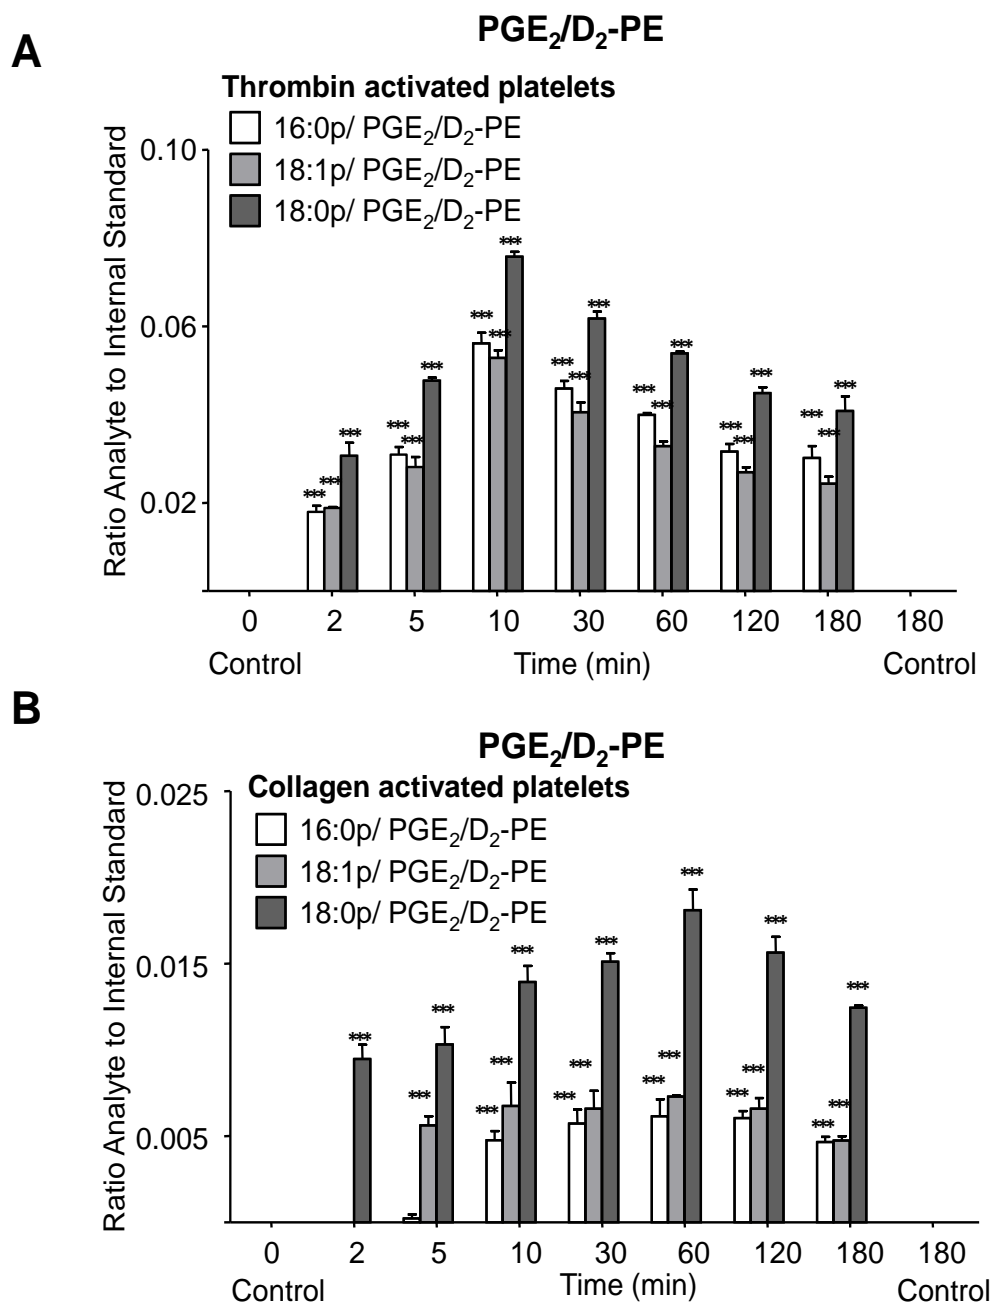 A
PGE2/D2-PE
Thrombin activated platelets
16:0p/ PGE2/D2-PE
18:1p/ PGE2/D2-PE
18:0p/ PGE2/D2-PE
Ratio Analyte to Internal Standard
0.10
0.06
0.02
*** *** ***
*** *** ***
*** *** ***
*** *** ***
*** *** ***
*** *** ***
*** *** ***
0 2 5 10 30 60 120 180 180
Control Time (min) Control
B
PGE2/D2-PE
Collagen activated platelets
16:0p/ PGE2/D2-PE
18:1p/ PGE2/D2-PE
18:0p/ PGE2/D2-PE
Ratio Analyte to Internal Standard
0.025
0.015
0.005
***
*** ***
*** *** ***
*** *** ***
*** *** ***
*** *** ***
*** *** ***
0 2 5 10 30 60 120 180 180
Control Time (min) Control